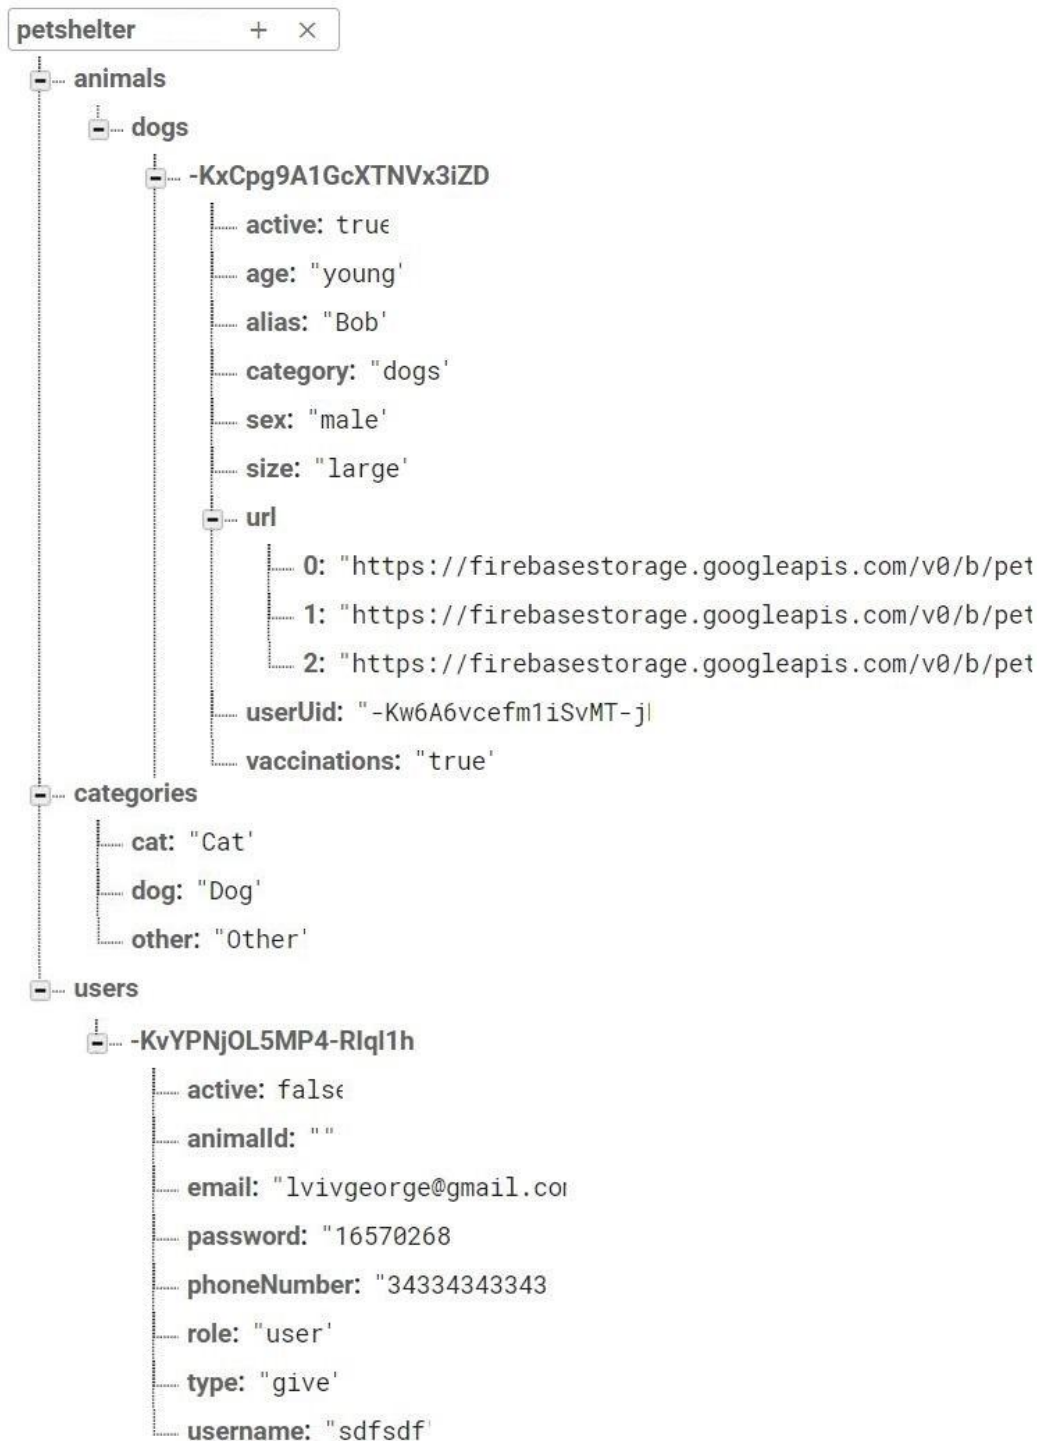 petshelter + ×
animals
dogs
-KxCpg9A1GcXTNVx3iZD
active: true
age: "young'
alias: "Bob'
category: "dogs'
sex: "male'
size: "large'
url
0: "https://firebasestorage.googleapis.com/v0/b/pet
1: "https://firebasestorage.googleapis.com/v0/b/pet
2: "https://firebasestorage.googleapis.com/v0/b/pet
userUid: "-Kw6A6vcefm1iSvMT-j
vaccinations: "true'
categories
cat: "Cat'
dog: "Dog'
other: "Other'
users
-KvYPNjOL5MP4-RIqI1h
active: false
animalId: ""
email: "lvivgeorge@gmail.com
password: "16570268
phoneNumber: "34334343343
role: "user'
type: "give'
username: "sdfsdf'